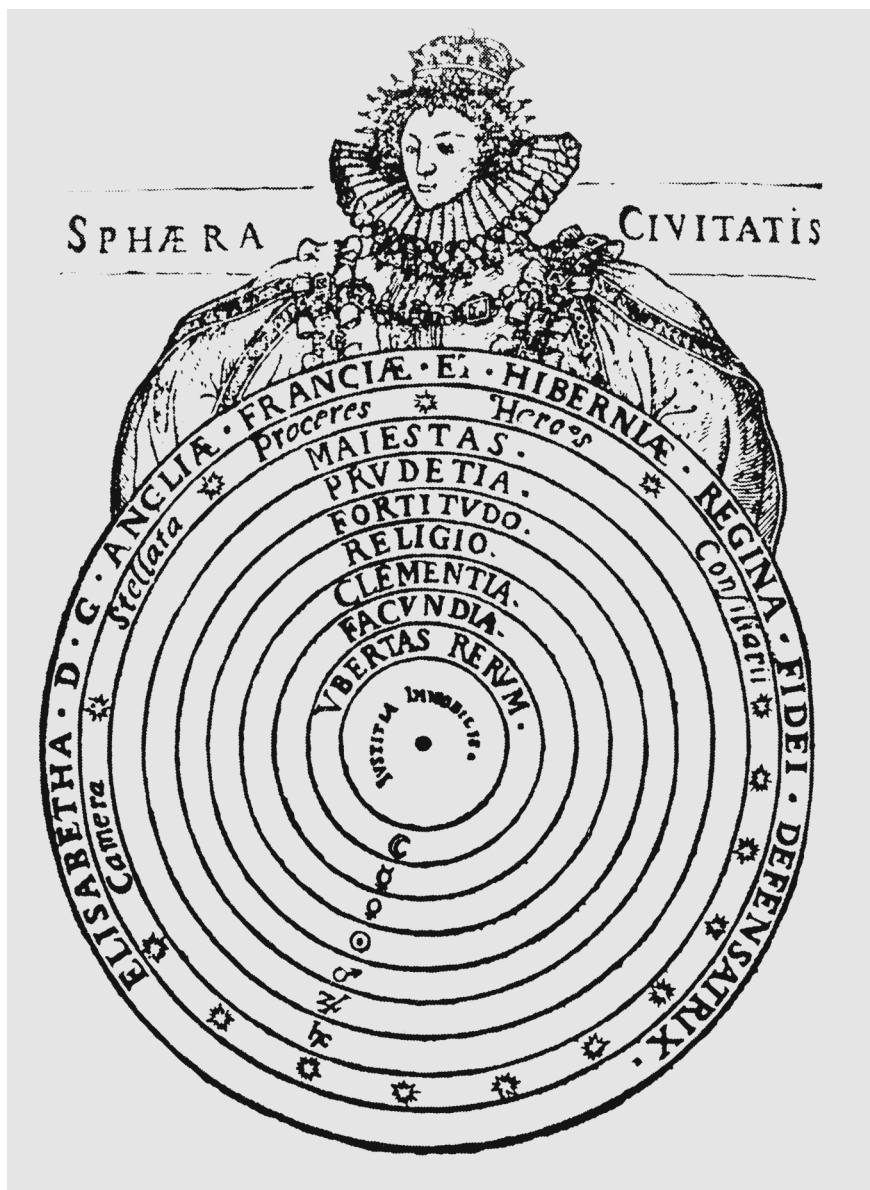 SPHÆRA CIVITATIS
ELISABETHA · D · G · ANGLIÆ · FRANCIÆ · ET · HIBERNIÆ · REGINA · FIDEI · DEFENSATRIX ·
Camera Stellata Proceres Heroes Consiliarii
MAIESTAS .
PRVDETIA .
FORTITVDO.
RELIGIO.
CLEMENTIA.
FACVNDIA.
VBERTAS RERVM .
IVSTITIA IMMOBILIS .